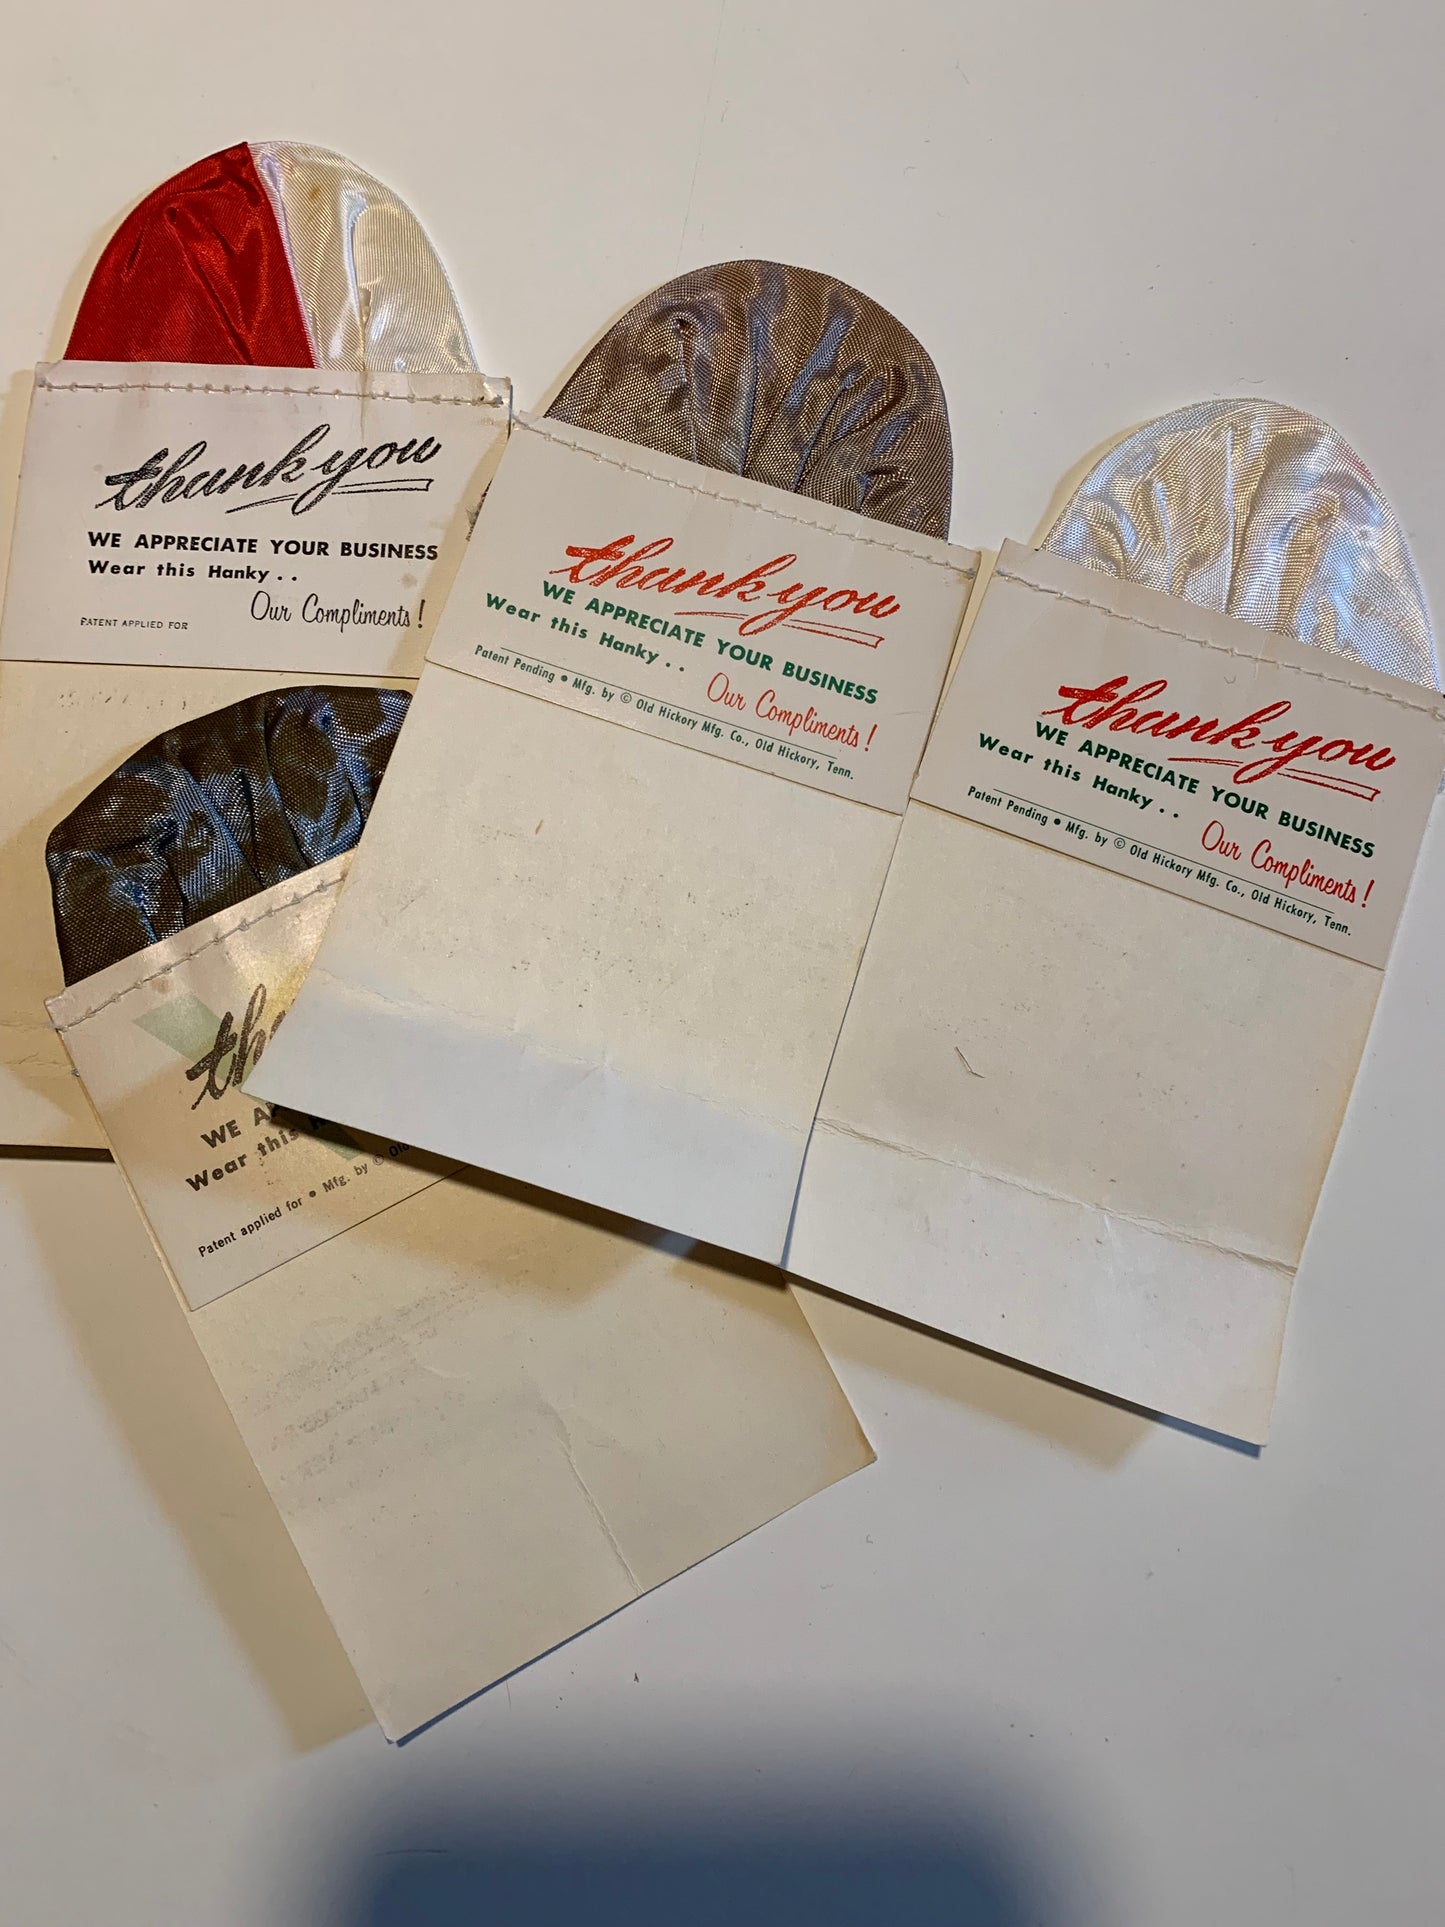 thank you
WE APPRECIATE YOUR BUSINESS
Wear this Hanky . .
Our Compliments!
PATENT APPLIED FOR
thank you
WE APPRECIATE YOUR BUSINESS
Wear this Hanky . .
Our Compliments!
Patent Pending • Mfg. by © Old Hickory Mfg. Co., Old Hickory, Tenn.
thank you
WE APPRECIATE YOUR BUSINESS
Wear this Hanky . .
Our Compliments!
Patent Pending • Mfg. by © Old Hickory Mfg. Co., Old Hickory, Tenn.
tha
WE A
Wear this H
Patent applied for • Mfg. by © Old